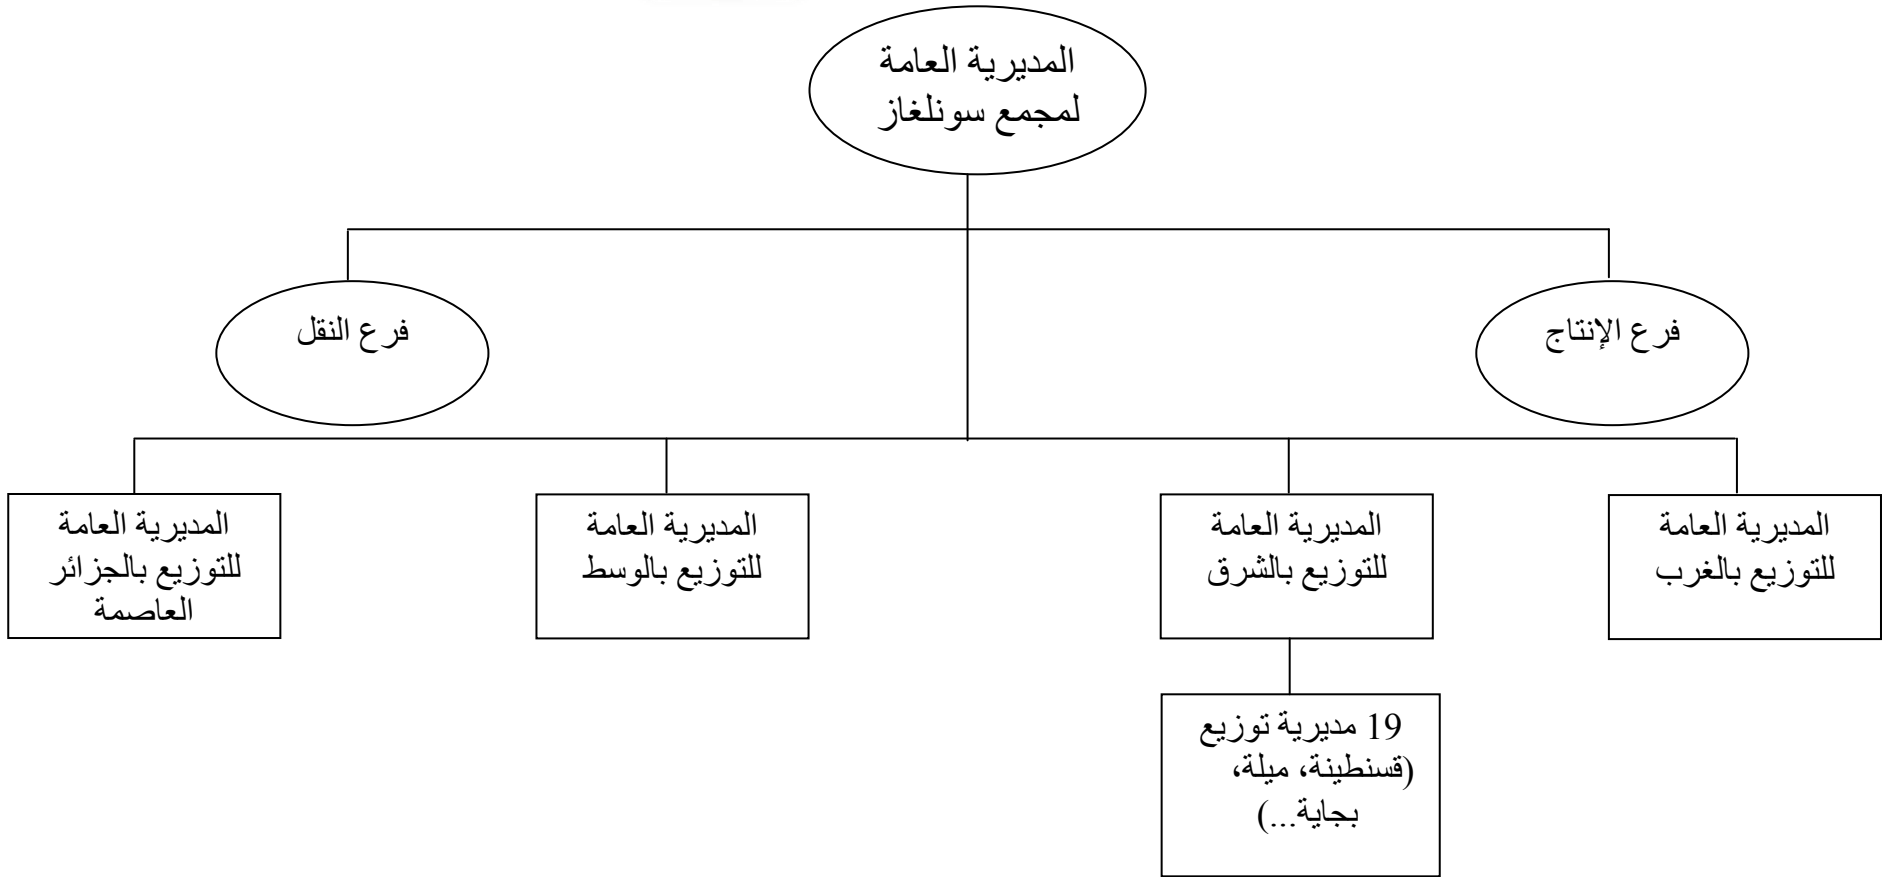 المديرية العامة
لمجمع سونلغاز
فرع الإنتاج
فرع النقل
المديرية العامة
للتوزيع بالغرب
المديرية العامة
للتوزيع بالشرق
المديرية العامة
للتوزيع بالوسط
المديرية العامة
للتوزيع بالجزائر
العاصمة
19 مديرية توزيع
(قسنطينة، ميلة،
بجاية...)